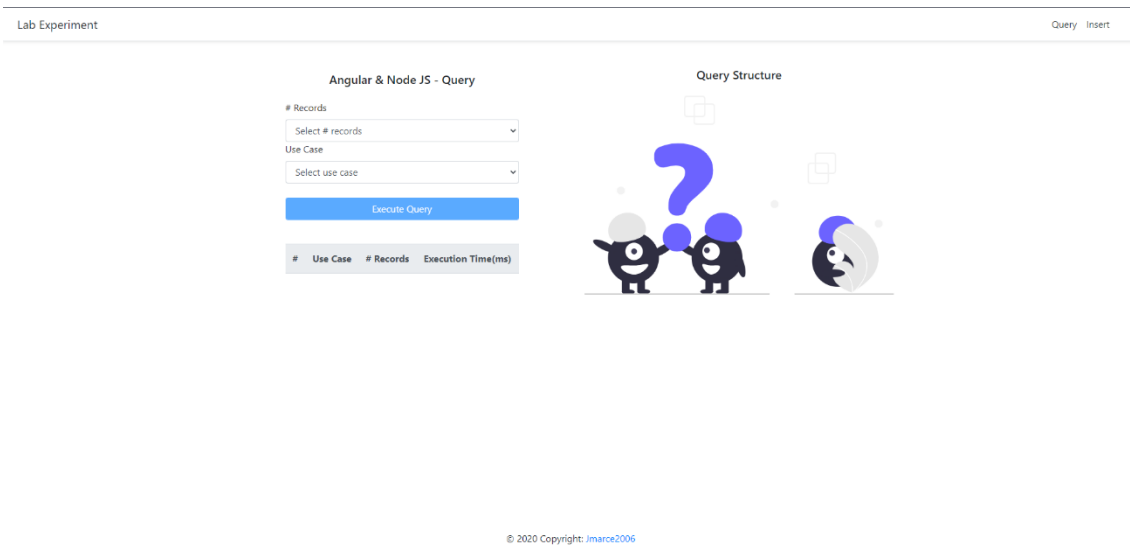 Lab Experiment
Query Insert
Angular & Node JS - Query
# Records
Select # records
Use Case
Select use case
Execute Query
# Use Case # Records Execution Time(ms)
Query Structure
?
© 2020 Copyright: Jmarce2006